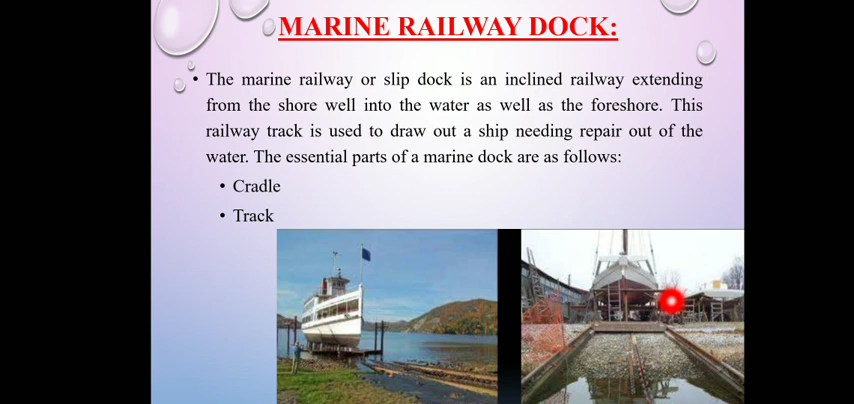 MARINE RAILWAY DOCK:
• The marine railway or slip dock is an inclined railway extending
from the shore well into the water as well as the foreshore. This
railway track is used to draw out a ship needing repair out of the
water. The essential parts of a marine dock are as follows:
• Cradle
• Track